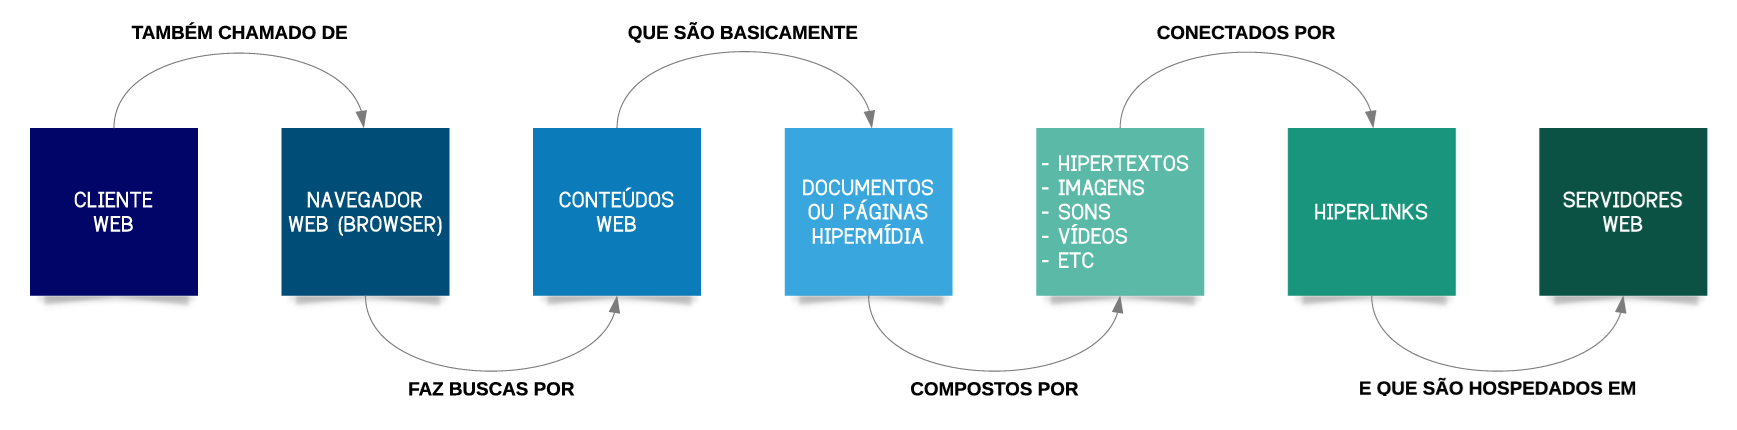 TAMBÉM CHAMADO DE
QUE SÃO BASICAMENTE
CONECTADOS POR
CLIENTE
WEB
NAVEGADOR
WEB (BROWSER)
CONTEÚDOS
WEB
DOCUMENTOS
OU PÁGINAS
HIPERMÍDIA
- HIPERTEXTOS
- IMAGENS
- SONS
- VÍDEOS
- ETC
HIPERLINKS
SERVIDORES
WEB
FAZ BUSCAS POR
COMPOSTOS POR
E QUE SÃO HOSPEDADOS EM